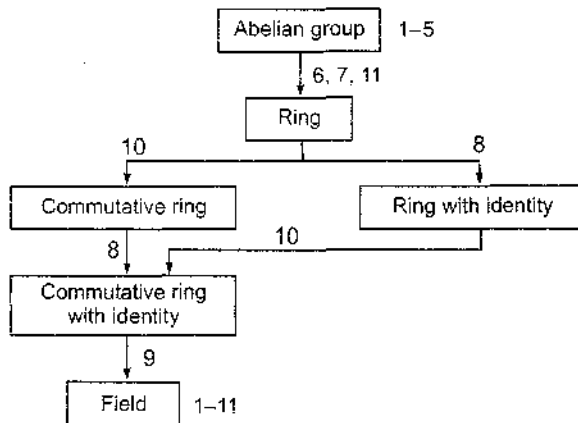 Abelian group 1–5
6, 7, 11
Ring
10 8
Commutative ring Ring with identity
8 10
Commutative ring
with identity
9
Field 1–11